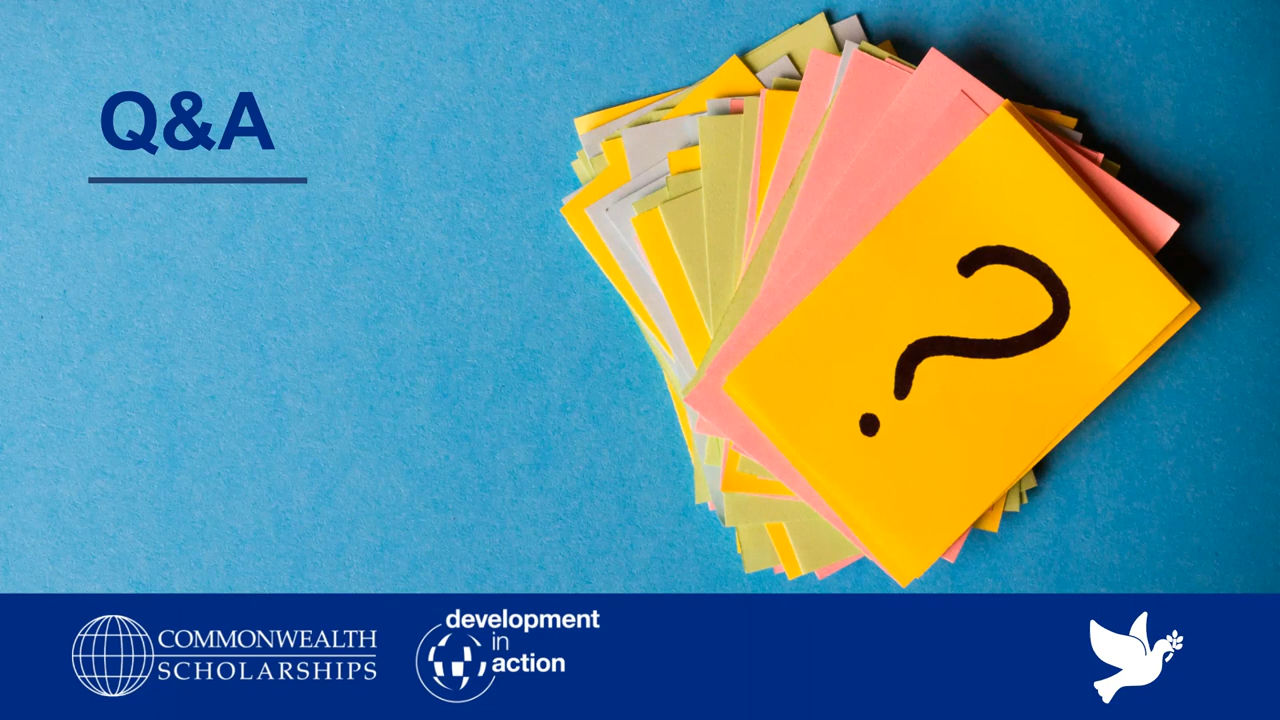 Q&A
?
COMMONWEALTH
SCHOLARSHIPS
development
in
action